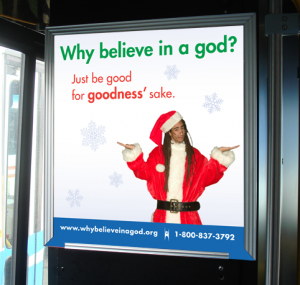 Why believe in a god?
Just be good
for goodness' sake.
www.whybelieveinagod.org 1-800-837-3792